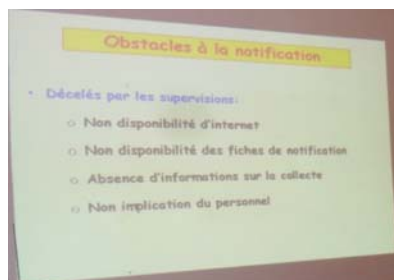 Obstacles à la notification
• Décelés par les supervisions:
o Non disponibilité d'internet
o Non disponibilité des fiches de notification
o Absence d'informations sur la collecte
o Non implication du personnel